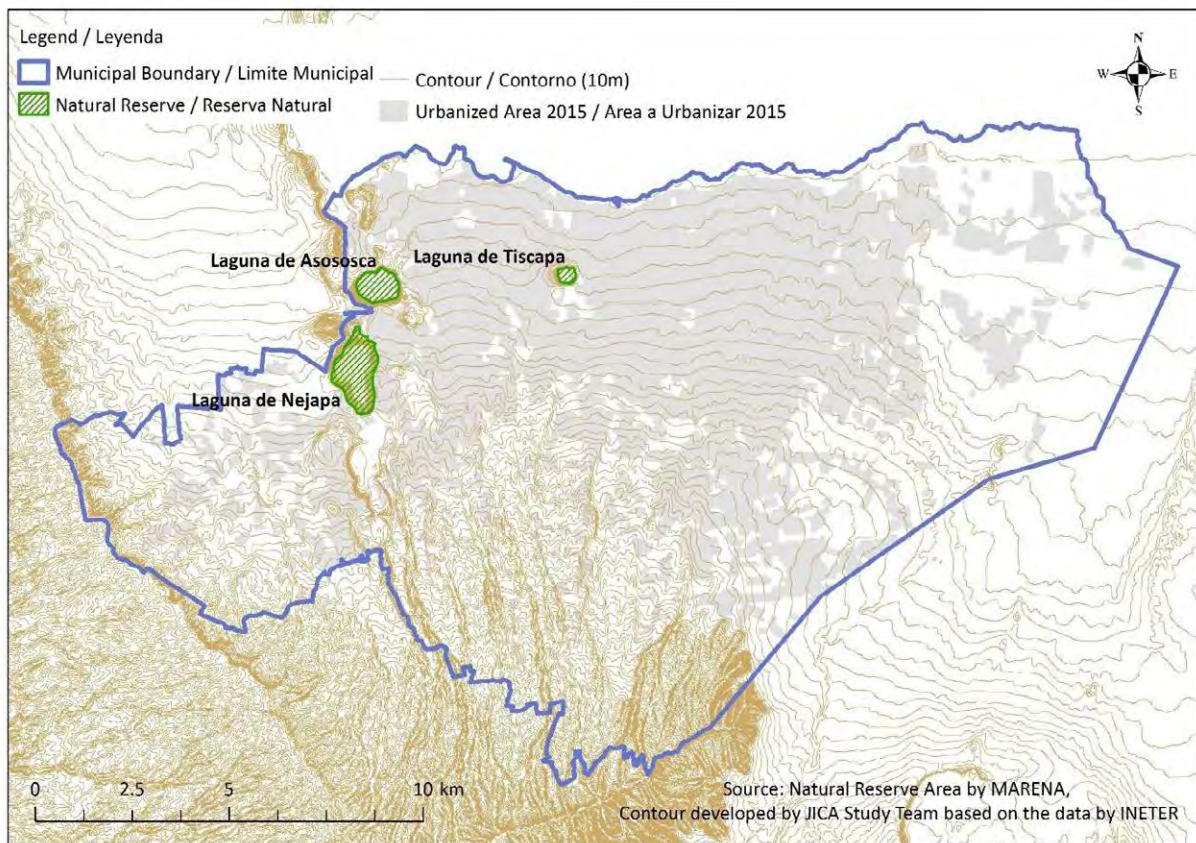 Legend / Leyenda
Municipal Boundary / Limite Municipal
Natural Reserve / Reserva Natural
Contour / Contorno (10m)
Urbanized Area 2015 / Area a Urbanizar 2015
N
W E
S
Laguna de Asososca
Laguna de Tiscapa
Laguna de Nejapa
0 2.5 5 10 km
Source: Natural Reserve Area by MARENA,
Contour developed by JICA Study Team based on the data by INETER